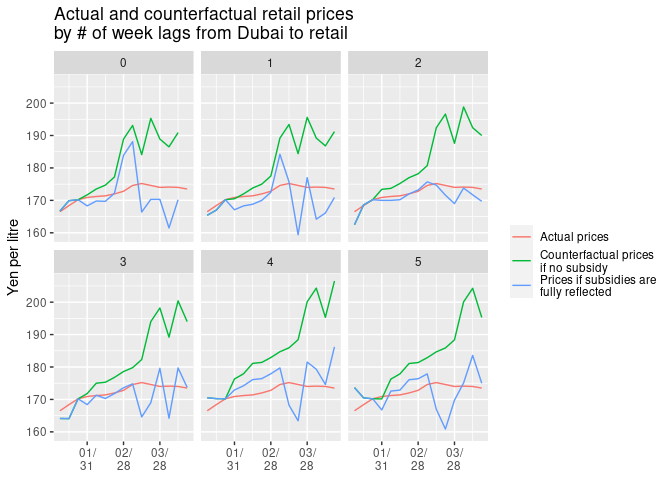 Actual and counterfactual retail prices
by # of week lags from Dubai to retail
0 1 2
200
190
180
170
160
Yen per litre
3 4 5
200
190
180
170
160
01/ 02/ 03/ 01/ 02/ 03/ 01/ 02/ 03/
31 28 28 31 28 28 31 28 28
Actual prices
Counterfactual prices
if no subsidy
Prices if subsidies are
fully reflected